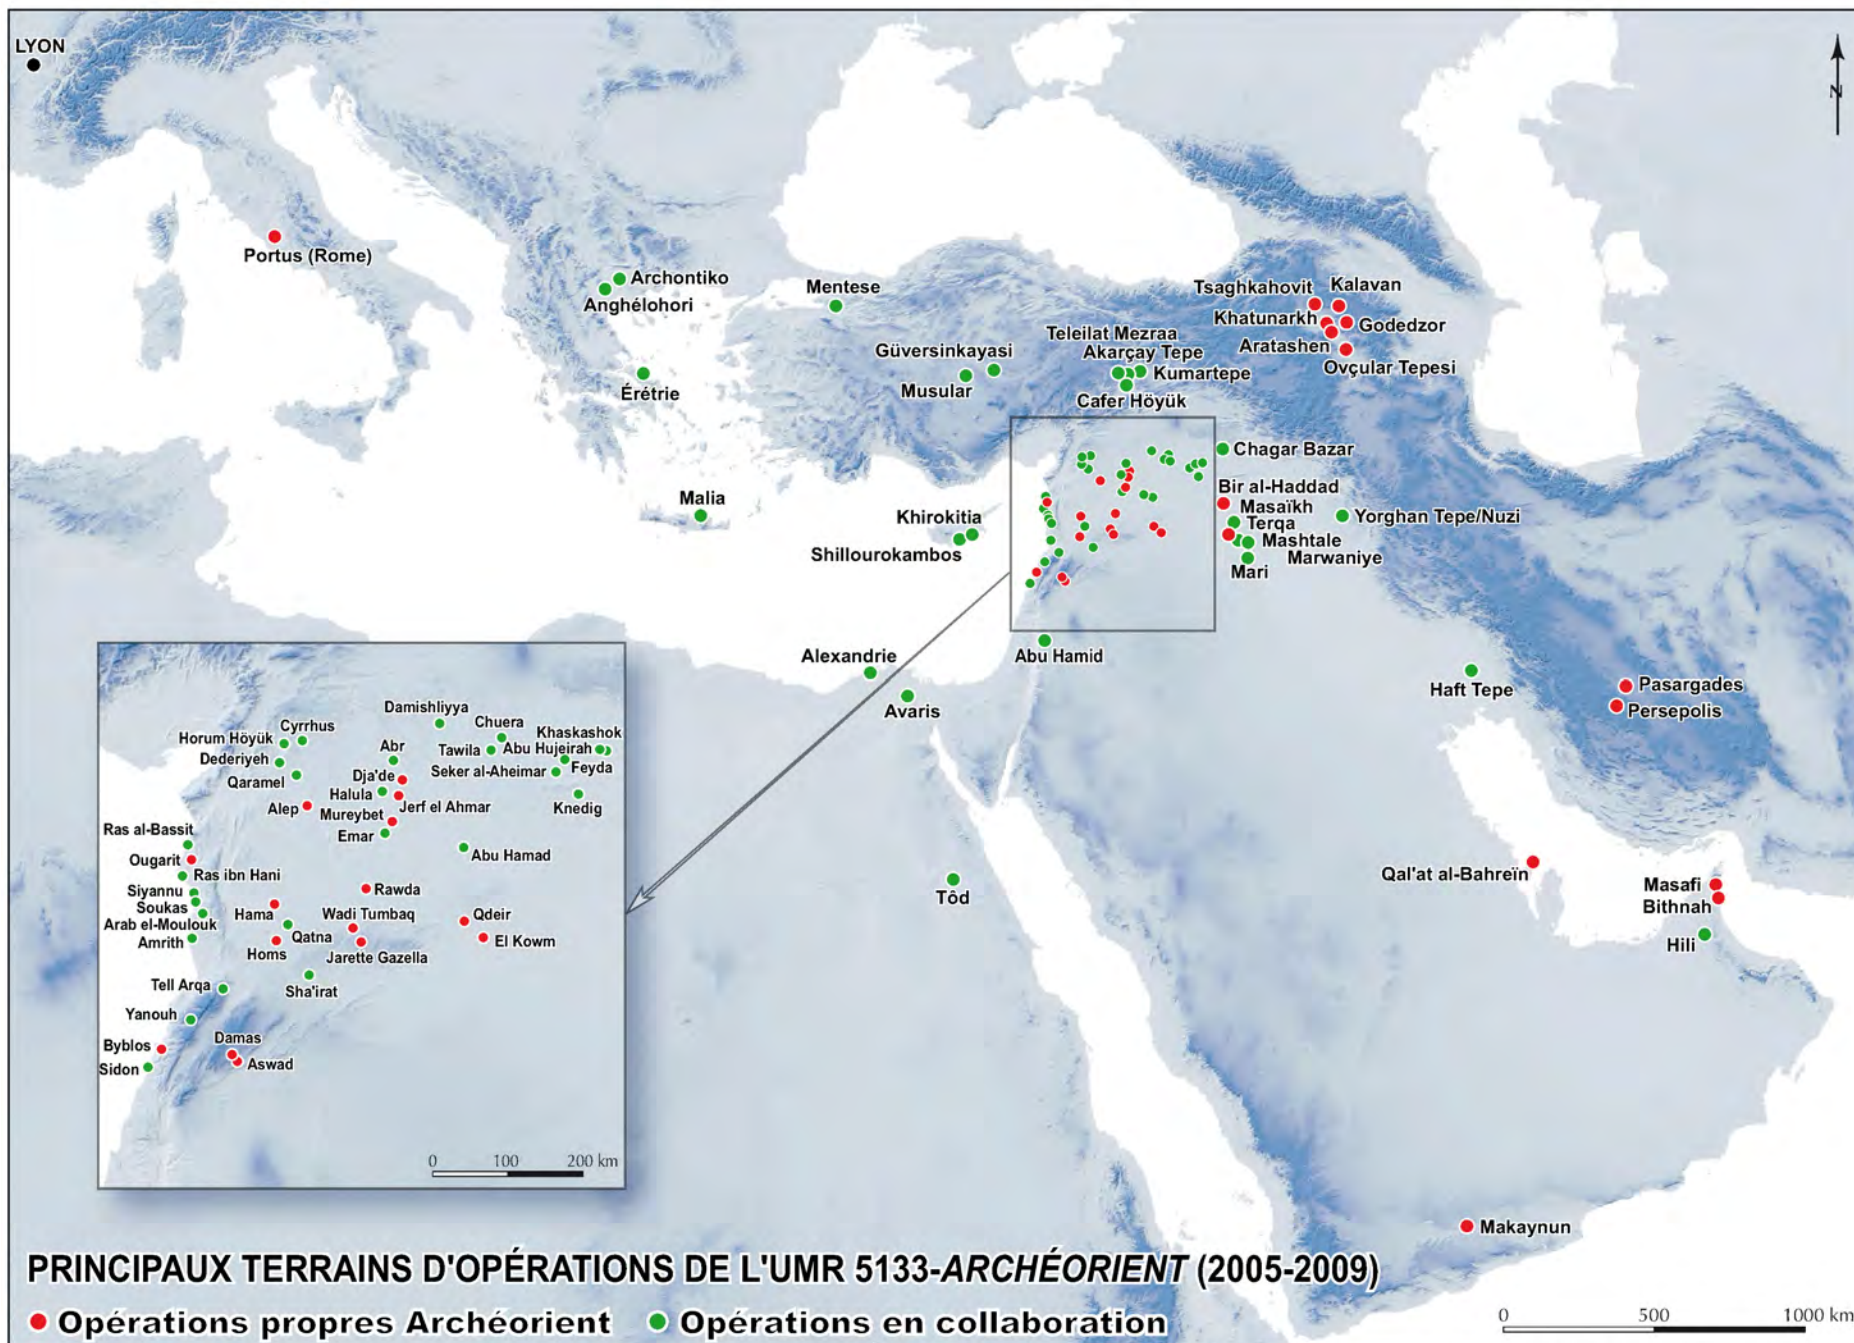 LYON
N
Portus (Rome)
Archontiko
Anghélohori
Mentese
Tsaghkahovit
Kalavan
Khatunarkh
Godedzor
Aratashen
Ovçular Tepesi
Teleilat Mezraa
Akarçay Tepe
Kumartepe
Cafer Höyük
Güversinkayasi
Musular
Érétrie
Chagar Bazar
Malia
Khirokitia
Shillourokambos
Bir al-Haddad
Masaïkh
Terqa
Mashtale
Marwaniye
Mari
Yorghan Tepe/Nuzi
Alexandrie
Avaris
Abu Hamid
Haft Tepe
Pasargades
Persepolis
Tôd
Qal'at al-Bahreïn
Masafi
Bithnah
Hili
Makaynun
Damishliyya
Cyrrhus
Chuera
Khaskashok
Horum Höyük
Abr
Tawila
Abu Hujeirah
Dederiyeh
Dja'de
Seker al-Aheimar
Feyda
Qaramel
Halula
Jerf el Ahmar
Knedig
Alep
Mureybet
Emar
Ras al-Bassit
Abu Hamad
Ougarit
Ras ibn Hani
Rawda
Siyannu
Soukas
Hama
Wadi Tumbaq
Qdeir
Arab el-Moulouk
Qatna
El Kowm
Amrith
Homs
Jarette Gazella
Tell Arqa
Sha'irat
Yanouh
Damas
Byblos
Aswad
Sidon
0 100 200 km
PRINCIPAUX TERRAINS D'OPÉRATIONS DE L'UMR 5133-ARCHÉORIENT (2005-2009)
Opérations propres Archéorient
Opérations en collaboration
0 500 1000 km